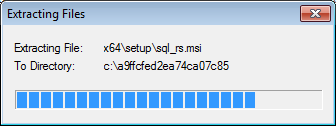 Extracting Files
Extracting File: x64\setup\sql_rs.msi
To Directory: c:\a9ffcfed2ea74ca07c85